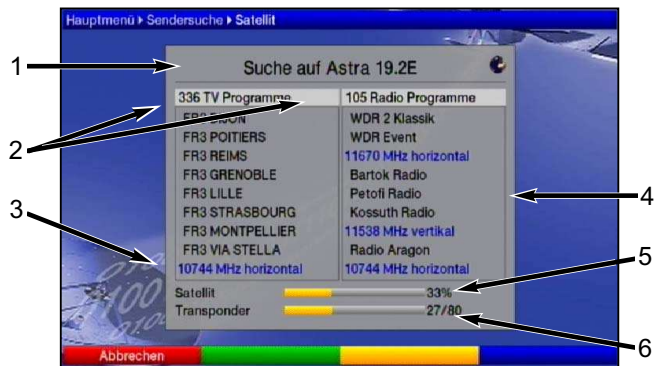 Hauptmenü ▸ Sendersuche ▸ Satellit
1
Suche auf Astra 19.2E
336 TV Programme
105 Radio Programme
2
FR3 DIJON
WDR 2 Klassik
FR3 POITIERS
WDR Event
FR3 REIMS
11670 MHz horizontal
FR3 GRENOBLE
Bartok Radio
4
FR3 LILLE
Petofi Radio
3
FR3 STRASBOURG
Kossuth Radio
FR3 MONTPELLIER
11538 MHz vertikal
FR3 VIA STELLA
Radio Aragon
5
10744 MHz horizontal
10744 MHz horizontal
Satellit
33%
Transponder
27/80
6
Abbrechen